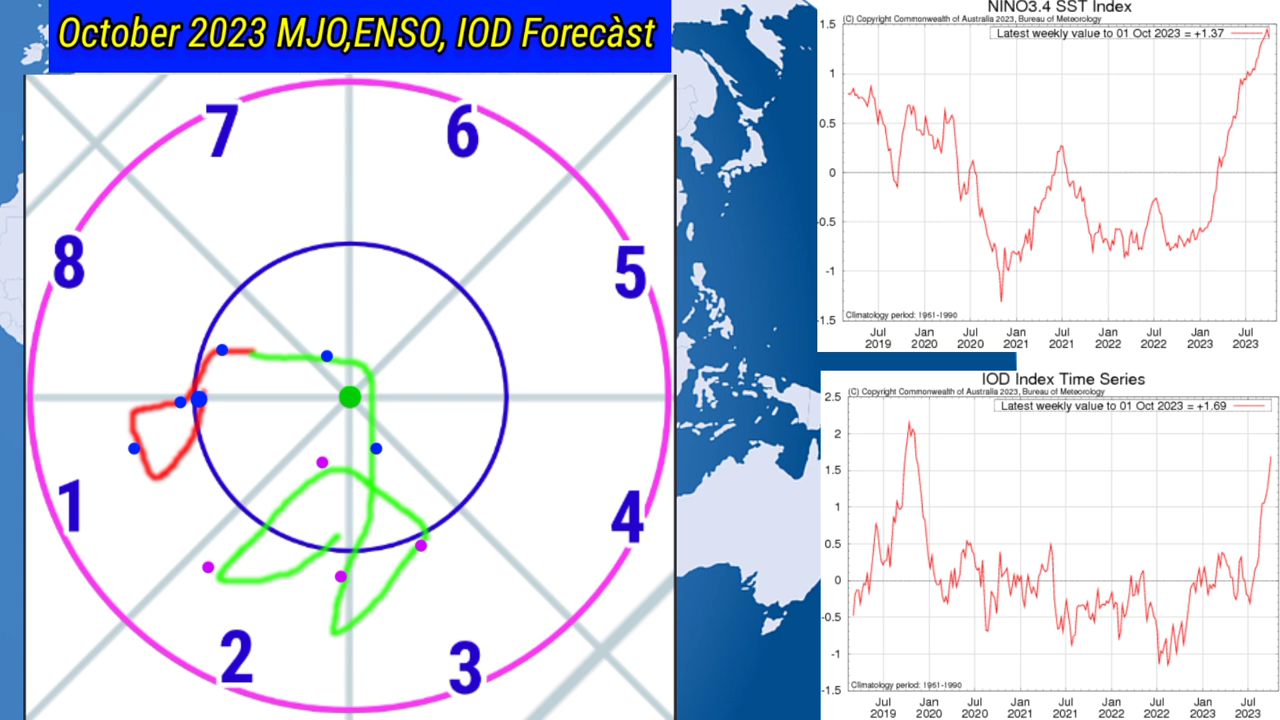 October 2023 MJO,ENSO, IOD Forecàst
7
6
8
5
1
4
2
3
NINO3.4 SST Index
(C) Copyright Commonwealth of Australia 2023, Bureau of Meteorology
Latest weekly value to 01 Oct 2023 = +1.37
1.5
1
0.5
0
-0.5
-1
-1.5
Climatology period: 1961-1990
Jul Jan Jul Jan Jul Jan Jul Jan Jul
2019 2020 2020 2021 2021 2022 2022 2023 2023
IOD Index Time Series
(C) Copyright Commonwealth of Australia 2023, Bureau of Meteorology
Latest weekly value to 01 Oct 2023 = +1.69
2.5
2
1.5
1
0.5
0
-0.5
-1
-1.5
Climatology period: 1961-1990
Jul Jan Jul Jan Jul Jan Jul Jan Jul
2019 2020 2020 2021 2021 2022 2022 2023 2023